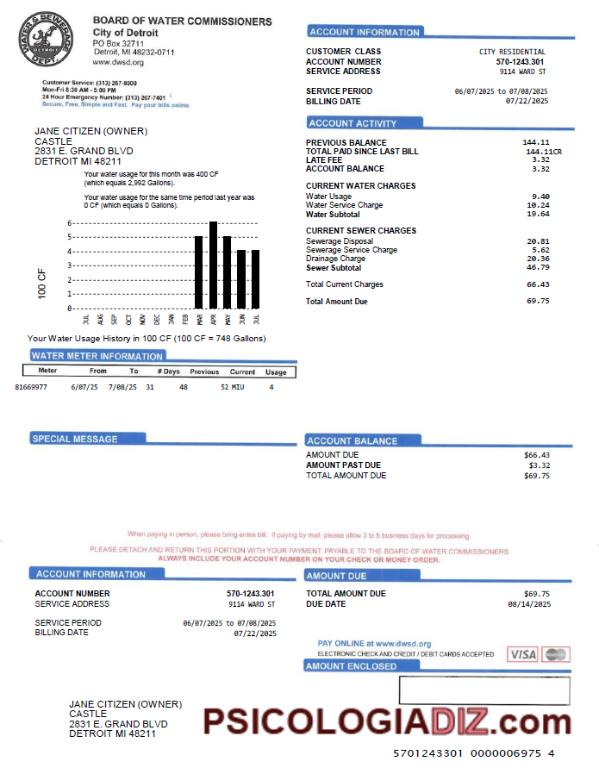 WATER & SEWERAGE
DETROIT
DEPT.
BOARD OF WATER COMMISSIONERS
City of Detroit
PO Box 32711
Detroit, MI 48232-0711
www.dwsd.org
Customer Service: (313) 267-8000
Mon-Fri 8:30 AM - 5:00 PM
24 Hour Emergency Number: (313) 267-7401
Secure, Free, Simple and Fast. Pay your bills online.
JANE CITIZEN (OWNER)
CASTLE
2831 E. GRAND BLVD
DETROIT MI 48211
Your water usage for this month was 400 CF
(which equals 2,992 Gallons).
Your water usage for the same time period last year was
0 CF (which equals 0 Gallons).
100 CF
6
5
4
3
2
1
0
JUL AUG SEP OCT NOV DEC JAN FEB MAR APR MAY JUN JUL
Your Water Usage History in 100 CF (100 CF = 748 Gallons)
WATER METER INFORMATION
Meter From To # Days Previous Current Usage
81669977 6/07/25 7/08/25 31 48 52 MIU 4
SPECIAL MESSAGE
ACCOUNT INFORMATION
CUSTOMER CLASS CITY RESIDENTIAL
ACCOUNT NUMBER 570-1243.301
SERVICE ADDRESS 9114 WARD ST
SERVICE PERIOD 06/07/2025 to 07/08/2025
BILLING DATE 07/22/2025
ACCOUNT ACTIVITY
PREVIOUS BALANCE 144.11
TOTAL PAID SINCE LAST BILL 144.11CR
LATE FEE 3.32
ACCOUNT BALANCE 3.32
CURRENT WATER CHARGES
Water Usage 9.40
Water Service Charge 10.24
Water Subtotal 19.64
CURRENT SEWER CHARGES
Sewerage Disposal 20.81
Sewerage Service Charge 5.62
Drainage Charge 20.36
Sewer Subtotal 46.79
Total Current Charges 66.43
Total Amount Due 69.75
ACCOUNT BALANCE
AMOUNT DUE $66.43
AMOUNT PAST DUE $3.32
TOTAL AMOUNT DUE $69.75
When paying in person, please bring entire bill. If paying by mail, please allow 3 to 5 business days for processing
PLEASE DETACH AND RETURN THIS PORTION WITH YOUR PAYMENT. PAYABLE TO THE BOARD OF WATER COMMISSIONERS
ALWAYS INCLUDE YOUR ACCOUNT NUMBER ON YOUR CHECK OR MONEY ORDER.
ACCOUNT INFORMATION
ACCOUNT NUMBER 570-1243.301
SERVICE ADDRESS 9114 WARD ST
SERVICE PERIOD 06/07/2025 to 07/08/2025
BILLING DATE 07/22/2025
AMOUNT DUE
TOTAL AMOUNT DUE $69.75
DUE DATE 08/14/2025
PAY ONLINE at www.dwsd.org
ELECTRONIC CHECK AND CREDIT / DEBIT CARDS ACCEPTED
VISA
AMOUNT ENCLOSED
JANE CITIZEN (OWNER)
CASTLE
2831 E. GRAND BLVD
DETROIT MI 48211
PSICOLOGIADIZ.com
5701243301 0000006975 4